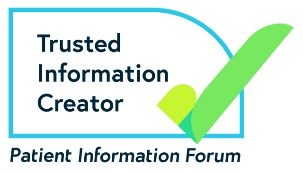 Trusted
Information
Creator
Patient Information Forum